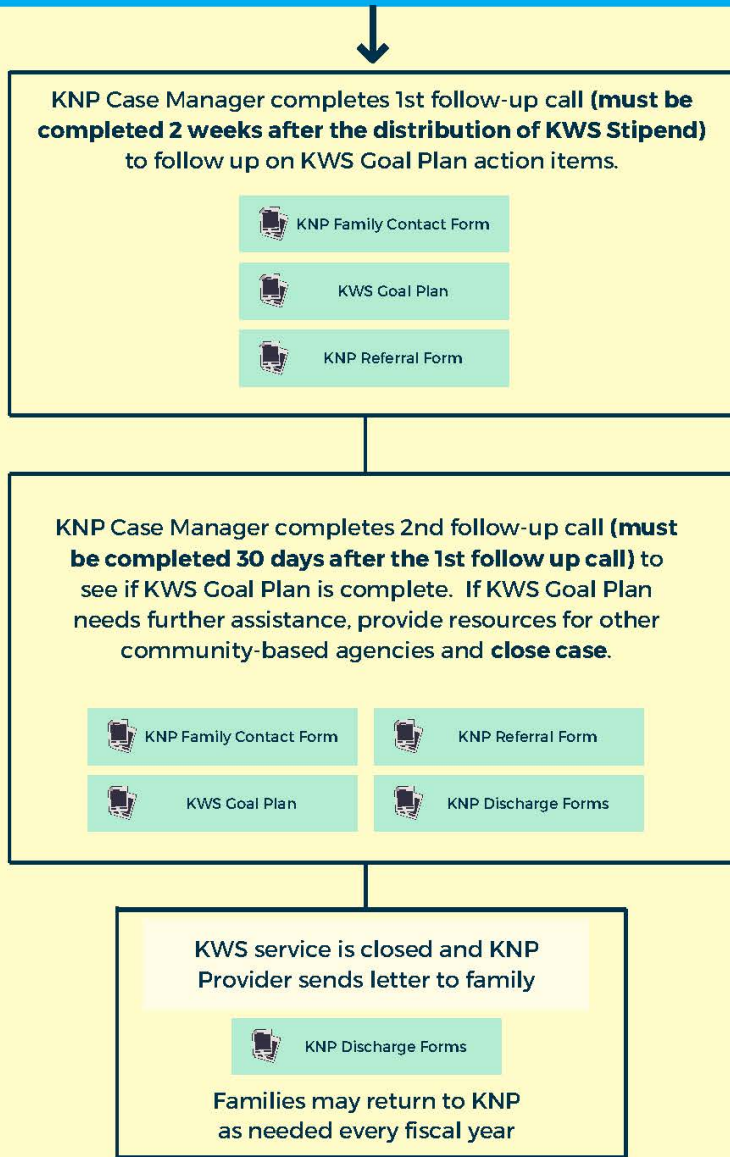 KNP Case Manager completes 1st follow-up call (must be
completed 2 weeks after the distribution of KWS Stipend)
to follow up on KWS Goal Plan action items.
KNP Family Contact Form
KWS Goal Plan
KNP Referral Form
KNP Case Manager completes 2nd follow-up call (must
be completed 30 days after the 1st follow up call) to
see if KWS Goal Plan is complete. If KWS Goal Plan
needs further assistance, provide resources for other
community-based agencies and close case.
KNP Family Contact Form
KNP Referral Form
KWS Goal Plan
KNP Discharge Forms
KWS service is closed and KNP
Provider sends letter to family
KNP Discharge Forms
Families may return to KNP
as needed every fiscal year